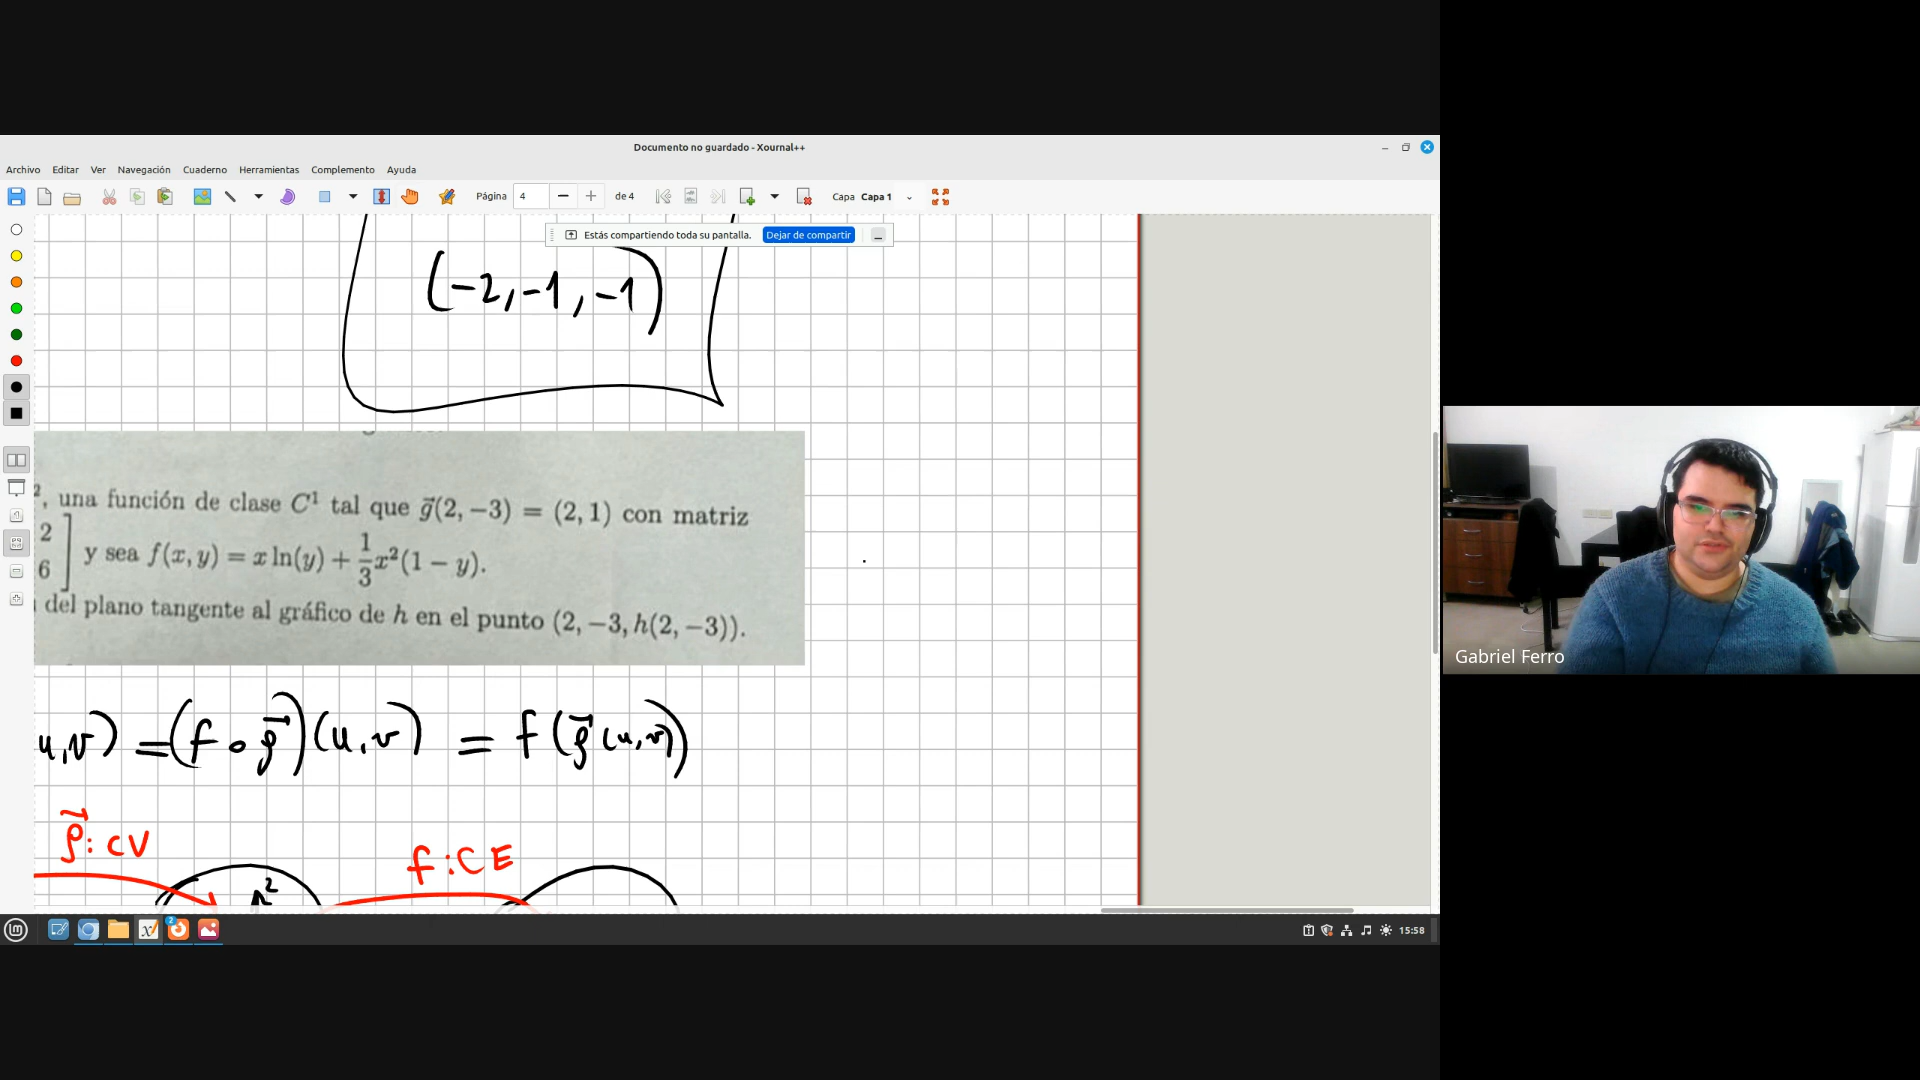 Documento no guardado - Xournal++
Archivo Editar Ver Navegación Cuaderno Herramientas Complemento Ayuda
Página 4 de 4 Capa Capa 1
Estás compartiendo toda su pantalla. Dejar de compartir
(-2, -1, -1)
², una función de clase C¹ tal que g⃗(2, −3) = (2, 1) con matriz
2
6 ] y sea f(x, y) = x ln(y) + 1/3 x²(1 − y).
del plano tangente al gráfico de h en el punto (2, −3, h(2, −3)).
u,v) = (f ∘ g⃗)(u,v) = f(g⃗(u,v))
g⃗: CV
f: CE
2
Gabriel Ferro
2
15:58